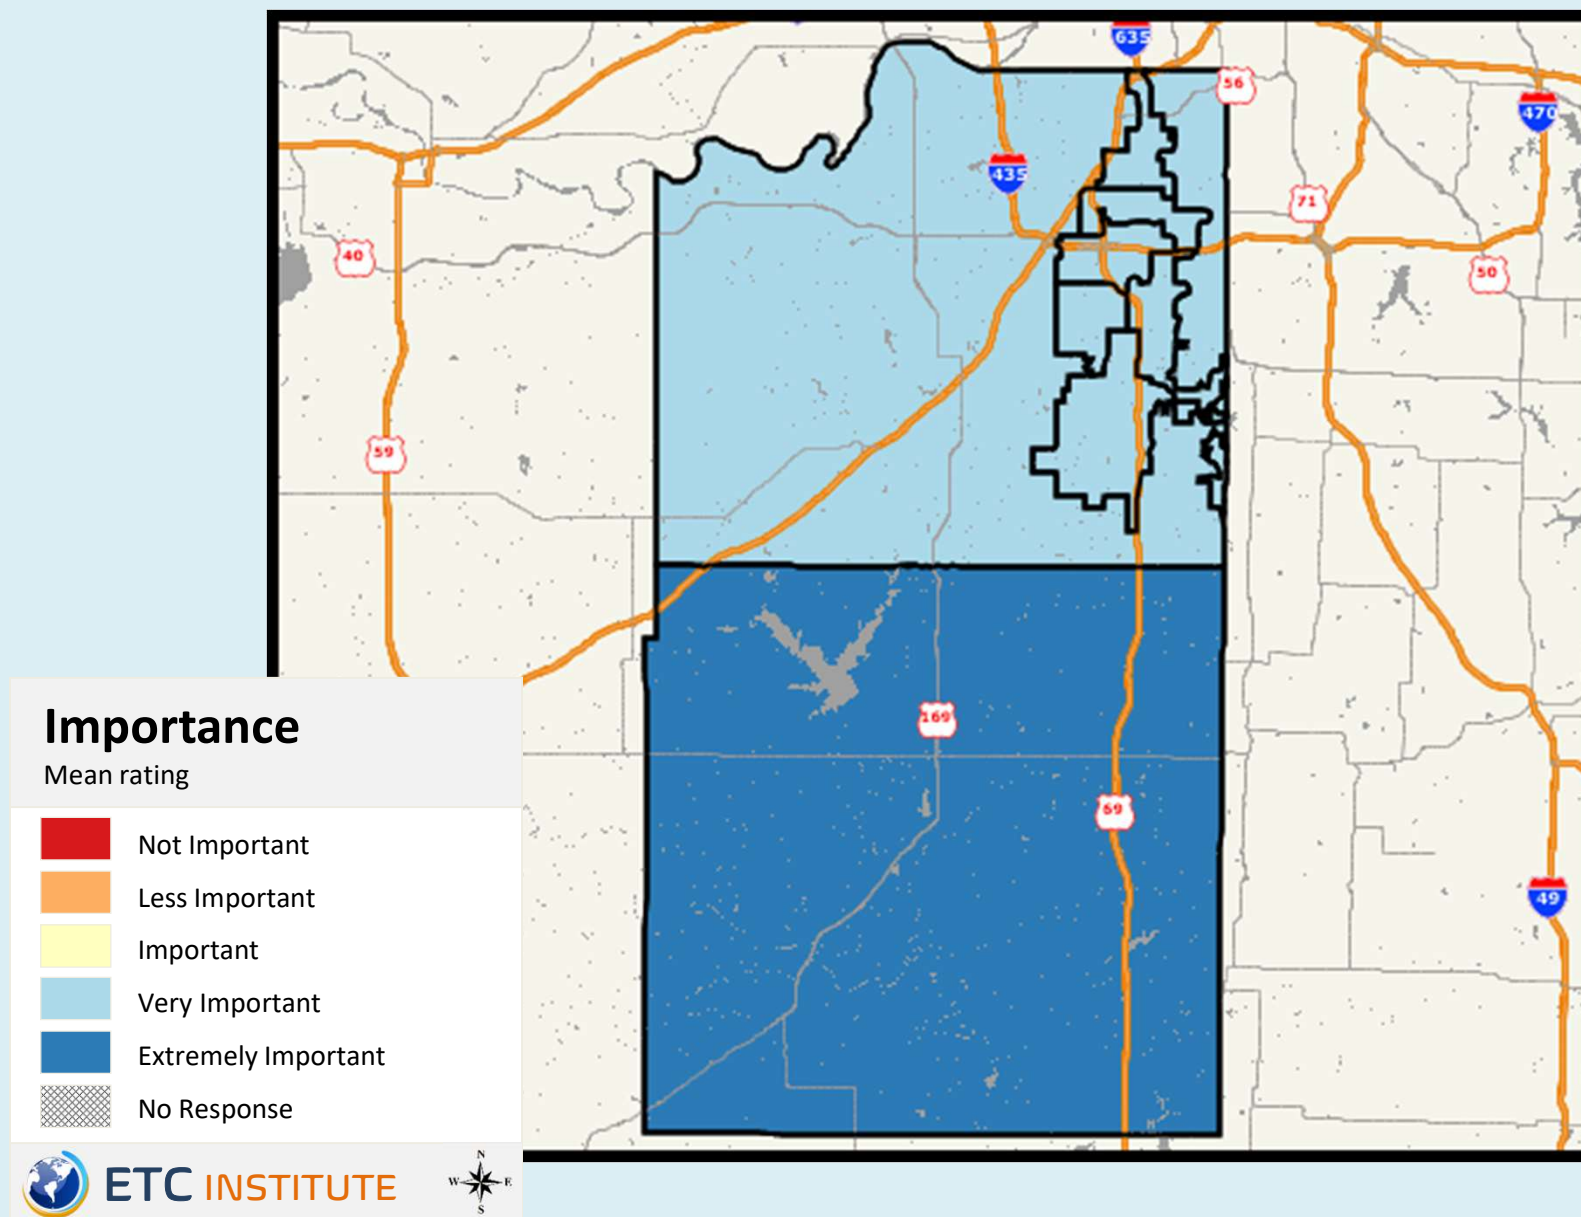 635
56
470
435
71
40
50
59
169
69
49
Importance
Mean rating
Not Important
Less Important
Important
Very Important
Extremely Important
No Response
ETC INSTITUTE
N
W E
S